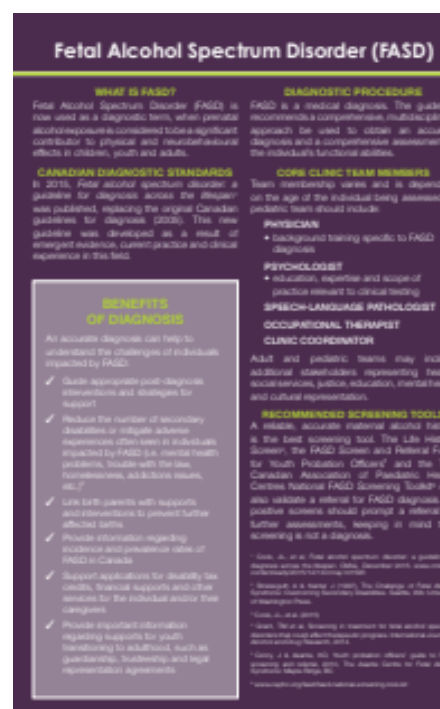 Fetal Alcohol Spectrum Disorder (FASD)
WHAT IS FASD?
Fetal Alcohol Spectrum Disorder (FASD) is
now used as a diagnostic term, when prenatal
alcohol exposure is considered to be a significant
contributor to physical and neurobehavioural
effects in children, youth and adults.
CANADIAN DIAGNOSTIC STANDARDS
In 2015, Fetal alcohol spectrum disorder: a
guideline for diagnosis across the lifespan
was published, replacing the original Canadian
guidelines for diagnosis (2005). This new
guideline was developed as a result of
emergent evidence, current practice and clinical
experience in this field.
BENEFITS
OF DIAGNOSIS
An accurate diagnosis can help to
understand the challenges of individuals
impacted by FASD:
✓ Guide appropriate post-diagnosis
interventions and strategies for
support
✓ Reduce the number of secondary
disabilities or mitigate adverse
experiences often seen in individuals
impacted by FASD (i.e. mental health
problems, trouble with the law,
homelessness, addictions issues,
etc.)
✓ Link birth parents with supports
and interventions to prevent further
affected births
✓ Provide information regarding
incidence and prevalence rates of
FASD in Canada
✓ Support applications for disability tax
credits, financial supports and other
services for the individual and/or their
caregivers
✓ Provide important information
regarding supports for youth
transitioning to adulthood, such as
guardianship, trusteeship and legal
representation agreements
DIAGNOSTIC PROCEDURE
FASD is a medical diagnosis. The guide
recommends a comprehensive, multidiscipli
approach be used to obtain an accu
diagnosis and a comprehensive assessmen
the individual's functional abilities.
CORE CLINIC TEAM MEMBERS
Team membership varies and is depend
on the age of the individual being assessed
pediatric team should include:
PHYSICIAN
• background training specific to FASD
diagnosis
PSYCHOLOGIST
• education, expertise and scope of
practice relevant to clinical testing
SPEECH-LANGUAGE PATHOLOGIST
OCCUPATIONAL THERAPIST
CLINIC COORDINATOR
Adult and pediatric teams may inclu
additional stakeholders representing hea
social services, justice, education, mental he
and cultural representation.
RECOMMENDED SCREENING TOOLS
A reliable, accurate maternal alcohol his
is the best screening tool. The Life His
Screen, the FASD Screen and Referral Fo
for Youth Probation Officers and the
Canadian Association of Paediatric He
Centres National FASD Screening Toolkit
also validate a referral for FASD diagnosis
positive screens should prompt a referral
further assessments, keeping in mind
screening is not a diagnosis.